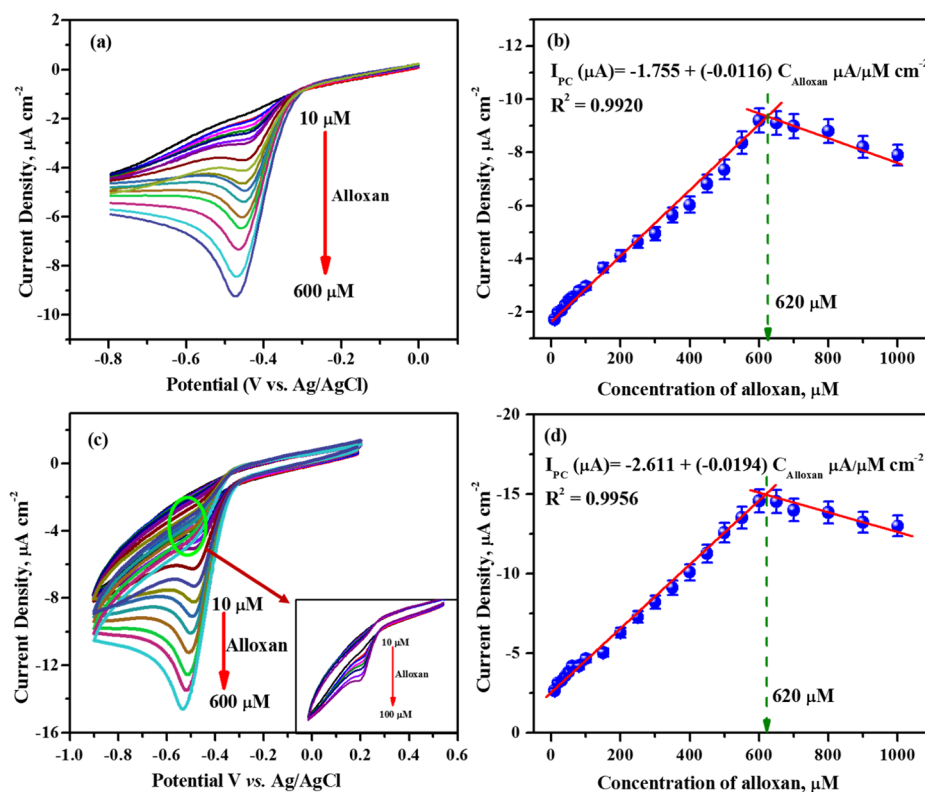 (a)
2
0
-2
-4
-6
-8
-10
Current Density, µA cm⁻²
10 µM
Alloxan
600 µM
-0.8 -0.6 -0.4 -0.2 0.0
Potential (V vs. Ag/AgCl)
(b)
I_PC (µA)= -1.755 + (-0.0116) C_Alloxan µA/µM cm⁻²
R² = 0.9920
-12
-10
-8
-6
-4
-2
Current Density, µA cm⁻²
620 µM
0 200 400 600 800 1000
Concentration of alloxan, µM
(c)
0
-4
-8
-12
-16
Current Density, µA cm⁻²
10 µM
Alloxan
600 µM
10 µM
Alloxan
100 µM
-1.0 -0.8 -0.6 -0.4 -0.2 0.0 0.2 0.4 0.6
Potential V vs. Ag/AgCl
(d)
I_PC (µA)= -2.611 + (-0.0194) C_Alloxan µA/µM cm⁻²
R² = 0.9956
-20
-15
-10
-5
0
Current Density, µA cm⁻²
620 µM
0 200 400 600 800 1000
Concentration of alloxan, µM